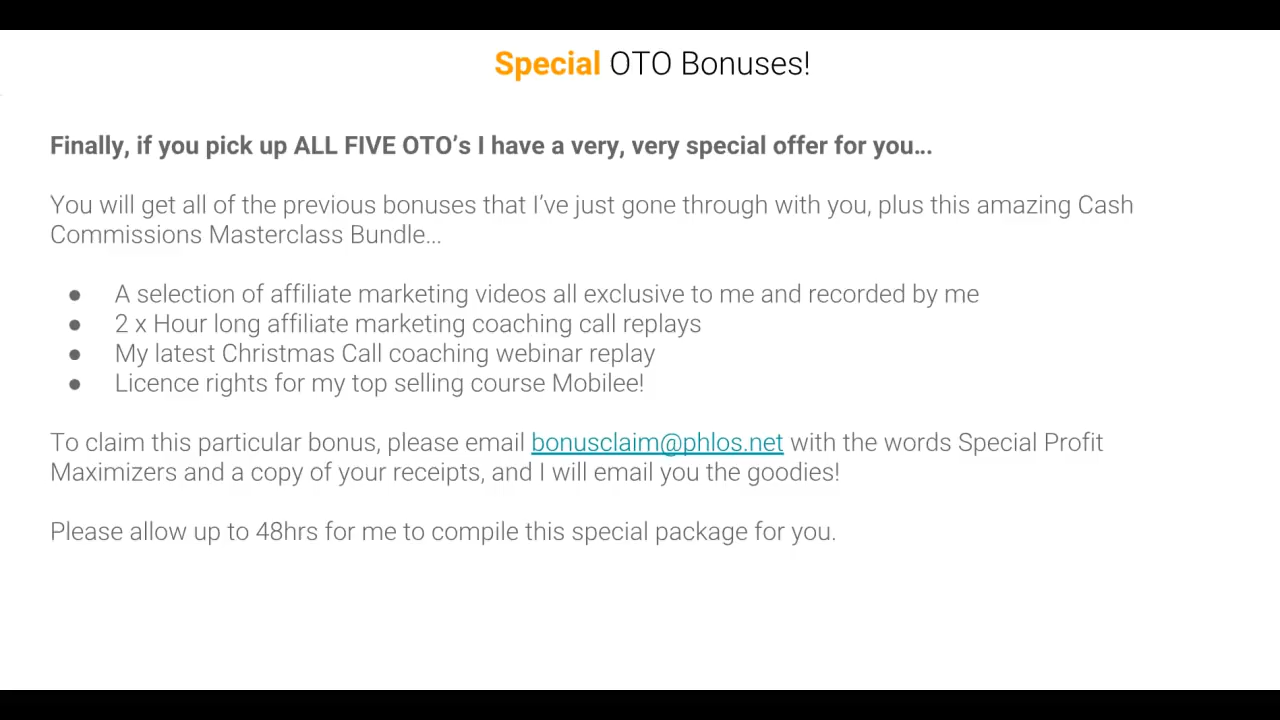 Special OTO Bonuses!
Finally, if you pick up ALL FIVE OTO’s I have a very, very special offer for you…
You will get all of the previous bonuses that I’ve just gone through with you, plus this amazing Cash
Commissions Masterclass Bundle…
● A selection of affiliate marketing videos all exclusive to me and recorded by me
● 2 x Hour long affiliate marketing coaching call replays
● My latest Christmas Call coaching webinar replay
● Licence rights for my top selling course Mobilee!
To claim this particular bonus, please email bonusclaim@phlos.net with the words Special Profit
Maximizers and a copy of your receipts, and I will email you the goodies!
Please allow up to 48hrs for me to compile this special package for you.